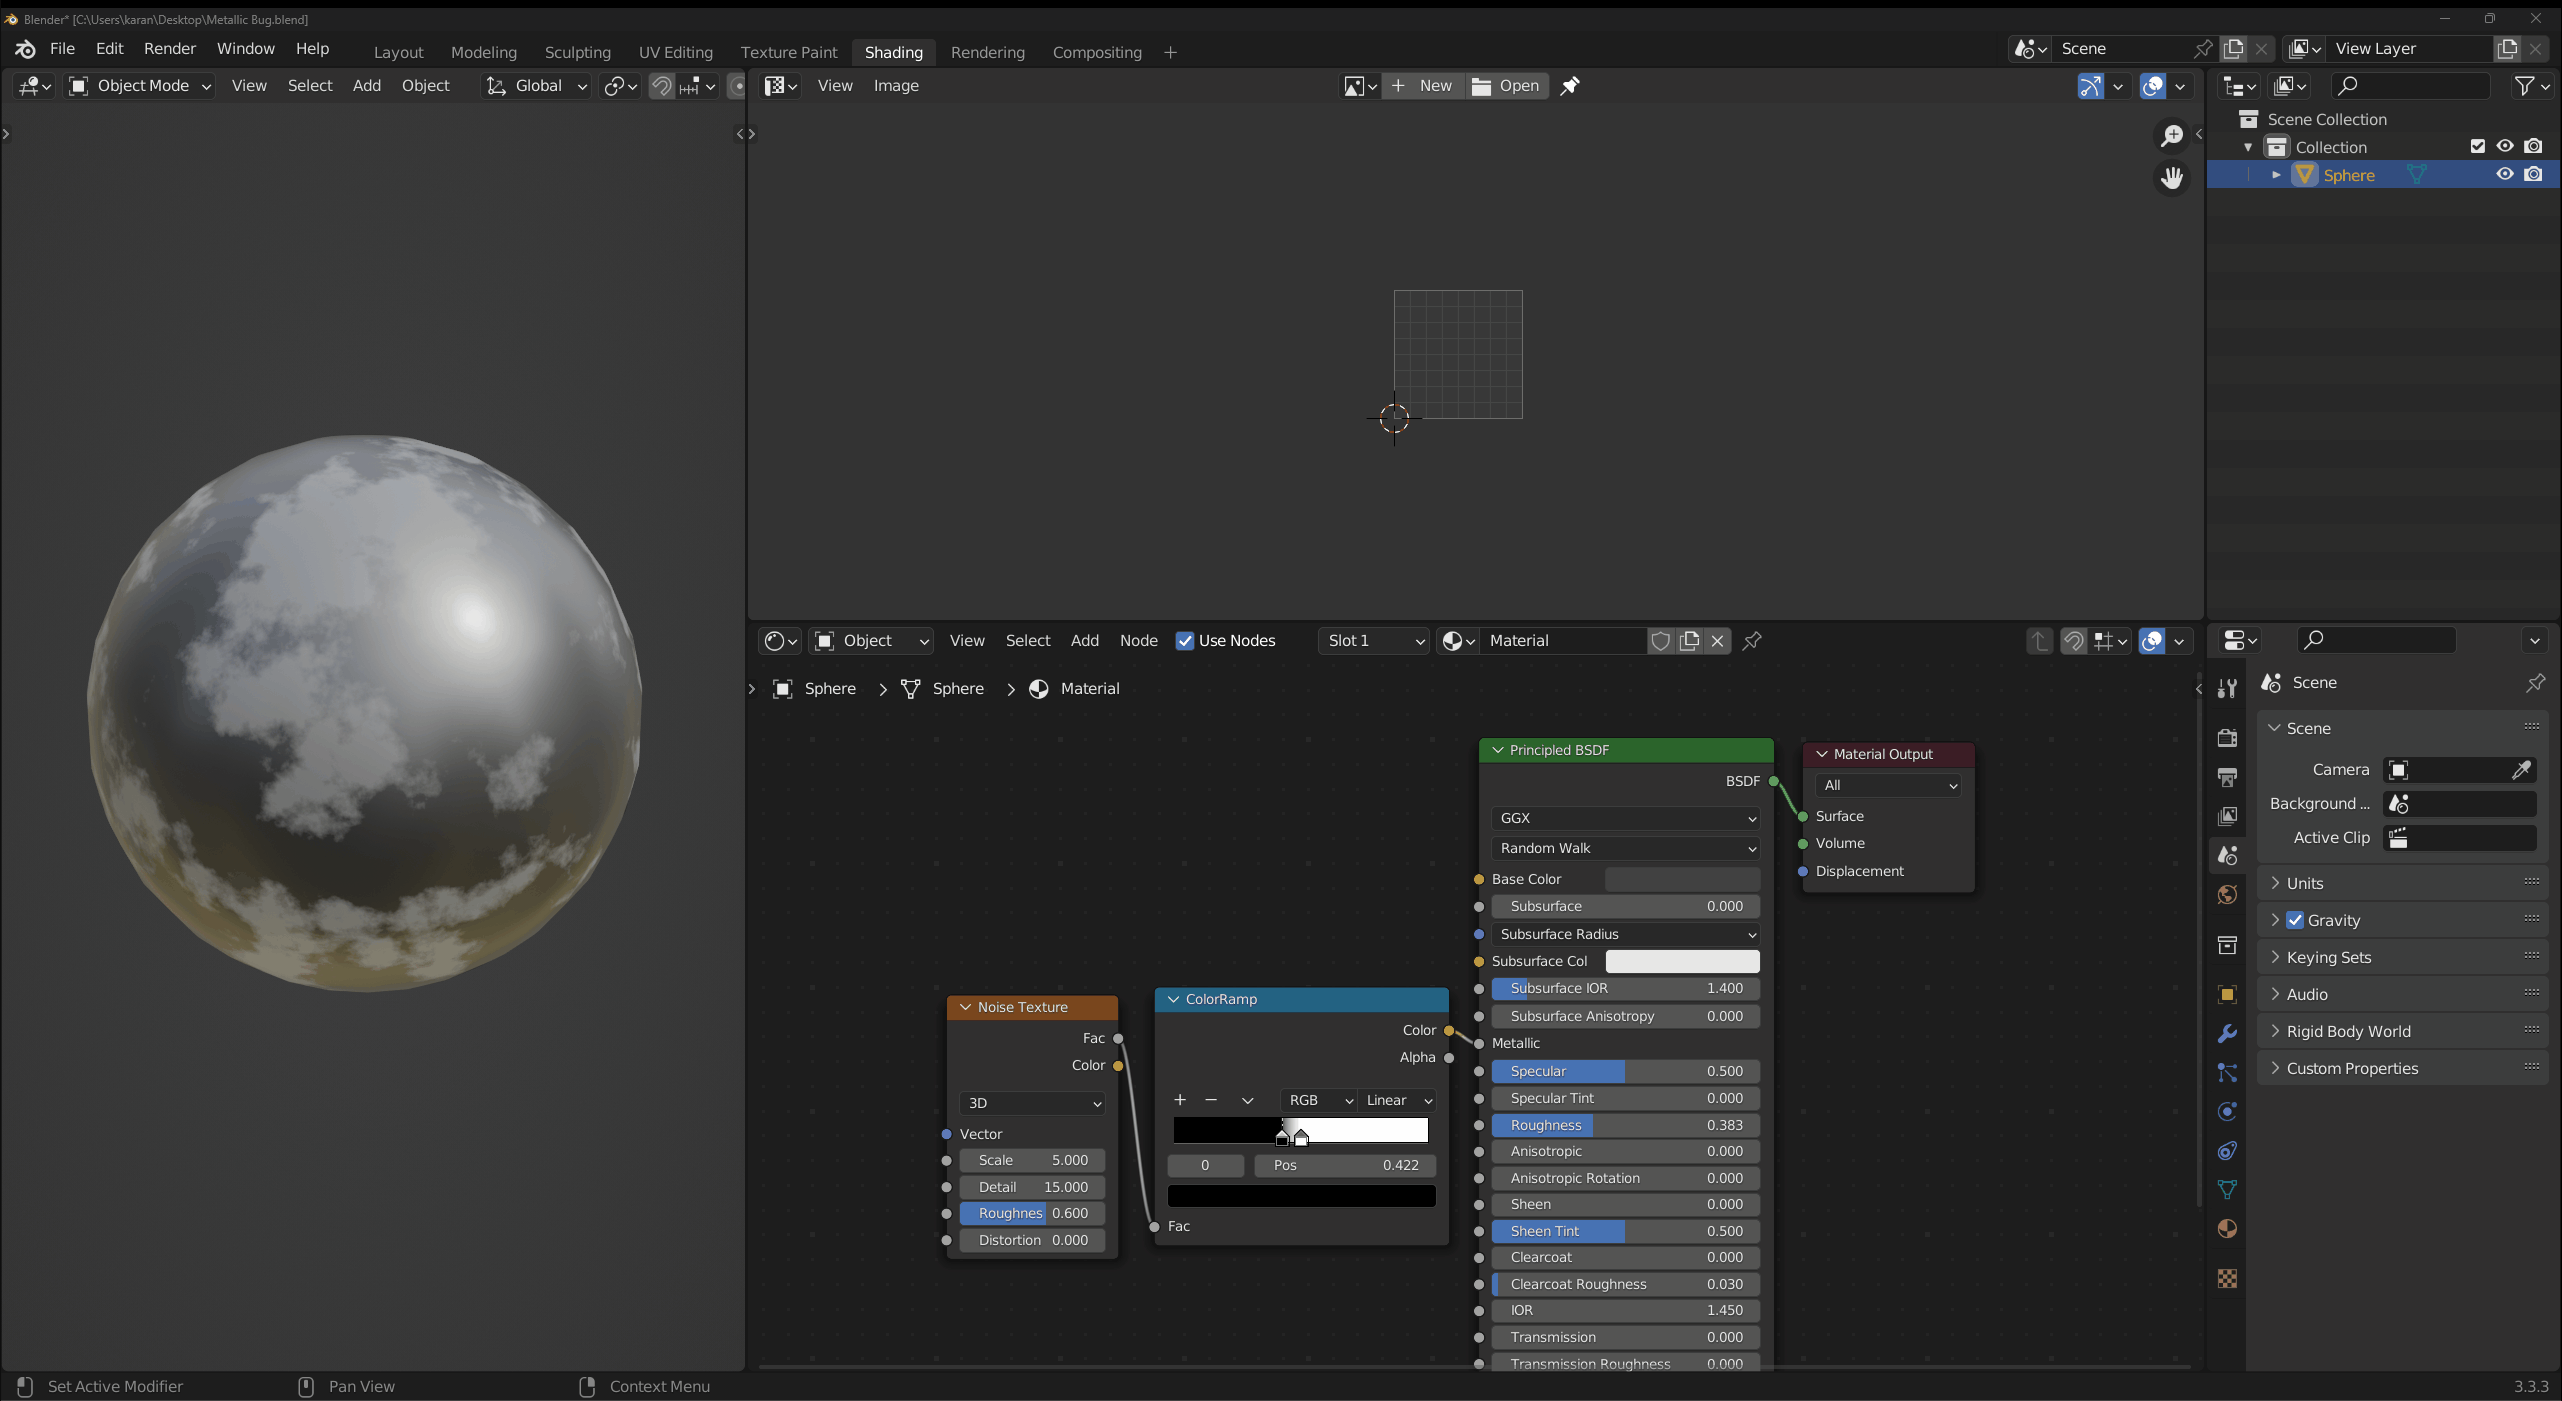 Blender* [C:\Users\karan\Desktop\Metallic Bug.blend]
File Edit Render Window Help Layout Modeling Sculpting UV Editing Texture Paint Shading Rendering Compositing + Scene View Layer
Object Mode View Select Add Object Global View Image + New Open
Scene Collection
Collection
Sphere
Object View Select Add Node Use Nodes Slot 1 Material
Sphere > Sphere > Material
Principled BSDF
BSDF
GGX
Random Walk
Base Color
Subsurface 0.000
Subsurface Radius
Subsurface Col
Subsurface IOR 1.400
Subsurface Anisotropy 0.000
Metallic
Specular 0.500
Specular Tint 0.000
Roughness 0.383
Anisotropic 0.000
Anisotropic Rotation 0.000
Sheen 0.000
Sheen Tint 0.500
Clearcoat 0.000
Clearcoat Roughness 0.030
IOR 1.450
Transmission 0.000
Transmission Roughness 0.000
Material Output
All
Surface
Volume
Displacement
Noise Texture
Fac
Color
3D
Vector
Scale 5.000
Detail 15.000
Roughnes 0.600
Distortion 0.000
ColorRamp
Color
Alpha
+ − RGB Linear
0 Pos 0.422
Fac
Scene
Scene
Camera
Background ...
Active Clip
Units
Gravity
Keying Sets
Audio
Rigid Body World
Custom Properties
Set Active Modifier Pan View Context Menu 3.3.3